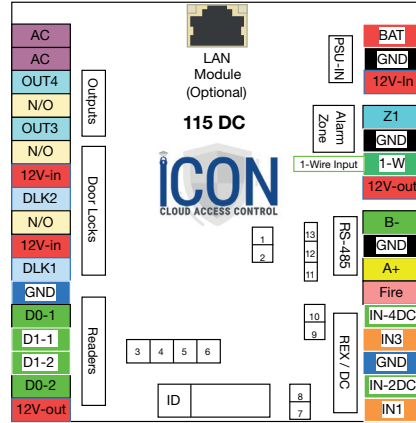 AC
AC
OUT4
N/O
OUT3
N/O
12V-in
DLK2
N/O
12V-in
DLK1
GND
D0-1
D1-1
D1-2
D0-2
12V-out
Outputs
Door Locks
Readers
LAN
Module
(Optional)
115 DC
iCON
CLOUD ACCESS CONTROL
1
2
3 4 5 6
ID
13
12
11
10
9
8
7
PSU-IN
Alarm
Zone
1-Wire Input
RS-485
REX / DC
BAT
GND
12V-In
Z1
GND
1-W
12V-out
B-
GND
A+
Fire
IN-4DC
IN3
GND
IN-2DC
IN1